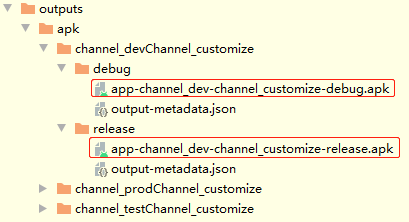 outputs
apk
channel_devChannel_customize
debug
app-channel_dev-channel_customize-debug.apk
output-metadata.json
release
app-channel_dev-channel_customize-release.apk
output-metadata.json
channel_prodChannel_customize
channel_testChannel_customize